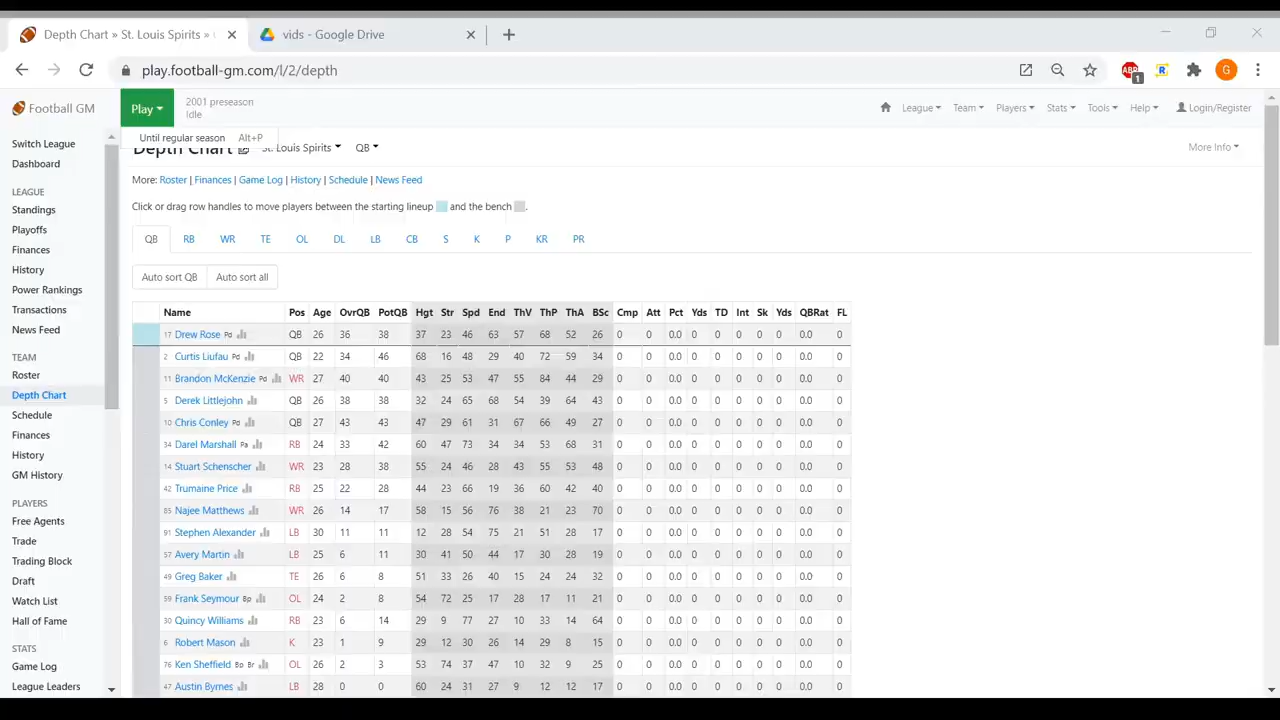 Depth Chart » St. Louis Spirits »
vids - Google Drive
play.football-gm.com/l/2/depth
ABP
1
R
G
Football GM
Play
2001 preseason
Idle
League
Team
Players
Stats
Tools
Help
Login/Register
Until regular season Alt+P
Switch League
Dashboard
LEAGUE
Standings
Playoffs
Finances
History
Power Rankings
Transactions
News Feed
TEAM
Roster
Depth Chart
Schedule
Finances
History
GM History
PLAYERS
Free Agents
Trade
Trading Block
Draft
Watch List
Hall of Fame
STATS
Game Log
League Leaders
Depth Chart St. Louis Spirits QB
More Info
More: Roster | Finances | Game Log | History | Schedule | News Feed
Click or drag row handles to move players between the starting lineup and the bench .
QB RB WR TE OL DL LB CB S K P KR PR
Auto sort QB Auto sort all
Name Pos Age OvrQB PotQB Hgt Str Spd End ThV ThP ThA BSc Cmp Att Pct Yds TD Int Sk Yds QBRat FL
17 Drew Rose Pd QB 26 36 38 37 23 46 63 57 68 52 26 0 0 0.0 0 0 0 0 0 0.0 0
2 Curtis Liufau Pd QB 22 34 46 68 16 48 29 40 72 59 34 0 0 0.0 0 0 0 0 0 0.0 0
11 Brandon McKenzie Pd WR 27 40 40 43 25 53 47 55 84 44 29 0 0 0.0 0 0 0 0 0 0.0 0
5 Derek Littlejohn QB 26 38 38 32 24 65 68 54 39 64 43 0 0 0.0 0 0 0 0 0 0.0 0
10 Chris Conley Pd QB 27 43 43 47 29 61 31 67 66 49 27 0 0 0.0 0 0 0 0 0 0.0 0
34 Darel Marshall Pa RB 24 33 42 60 47 73 34 34 53 68 31 0 0 0.0 0 0 0 0 0 0.0 0
14 Stuart Schenscher WR 23 28 38 55 24 46 28 43 55 53 48 0 0 0.0 0 0 0 0 0 0.0 0
42 Trumaine Price RB 25 22 28 44 23 66 19 36 60 42 40 0 0 0.0 0 0 0 0 0 0.0 0
85 Najee Matthews WR 26 14 17 58 15 56 76 38 21 23 70 0 0 0.0 0 0 0 0 0 0.0 0
91 Stephen Alexander LB 30 11 11 12 28 54 75 21 51 28 17 0 0 0.0 0 0 0 0 0 0.0 0
57 Avery Martin LB 25 6 11 30 41 50 44 17 30 28 19 0 0 0.0 0 0 0 0 0 0.0 0
49 Greg Baker TE 26 6 8 51 33 26 40 15 24 24 32 0 0 0.0 0 0 0 0 0 0.0 0
59 Frank Seymour Bp OL 24 2 8 54 72 25 17 28 17 11 21 0 0 0.0 0 0 0 0 0 0.0 0
30 Quincy Williams RB 23 6 14 29 9 77 27 10 33 14 64 0 0 0.0 0 0 0 0 0 0.0 0
6 Robert Mason K 23 1 9 29 12 30 26 14 29 8 15 0 0 0.0 0 0 0 0 0 0.0 0
76 Ken Sheffield Bp Br OL 26 2 3 53 74 37 47 10 32 9 25 0 0 0.0 0 0 0 0 0 0.0 0
47 Austin Byrnes LB 28 0 0 60 24 31 27 9 12 12 17 0 0 0.0 0 0 0 0 0 0.0 0